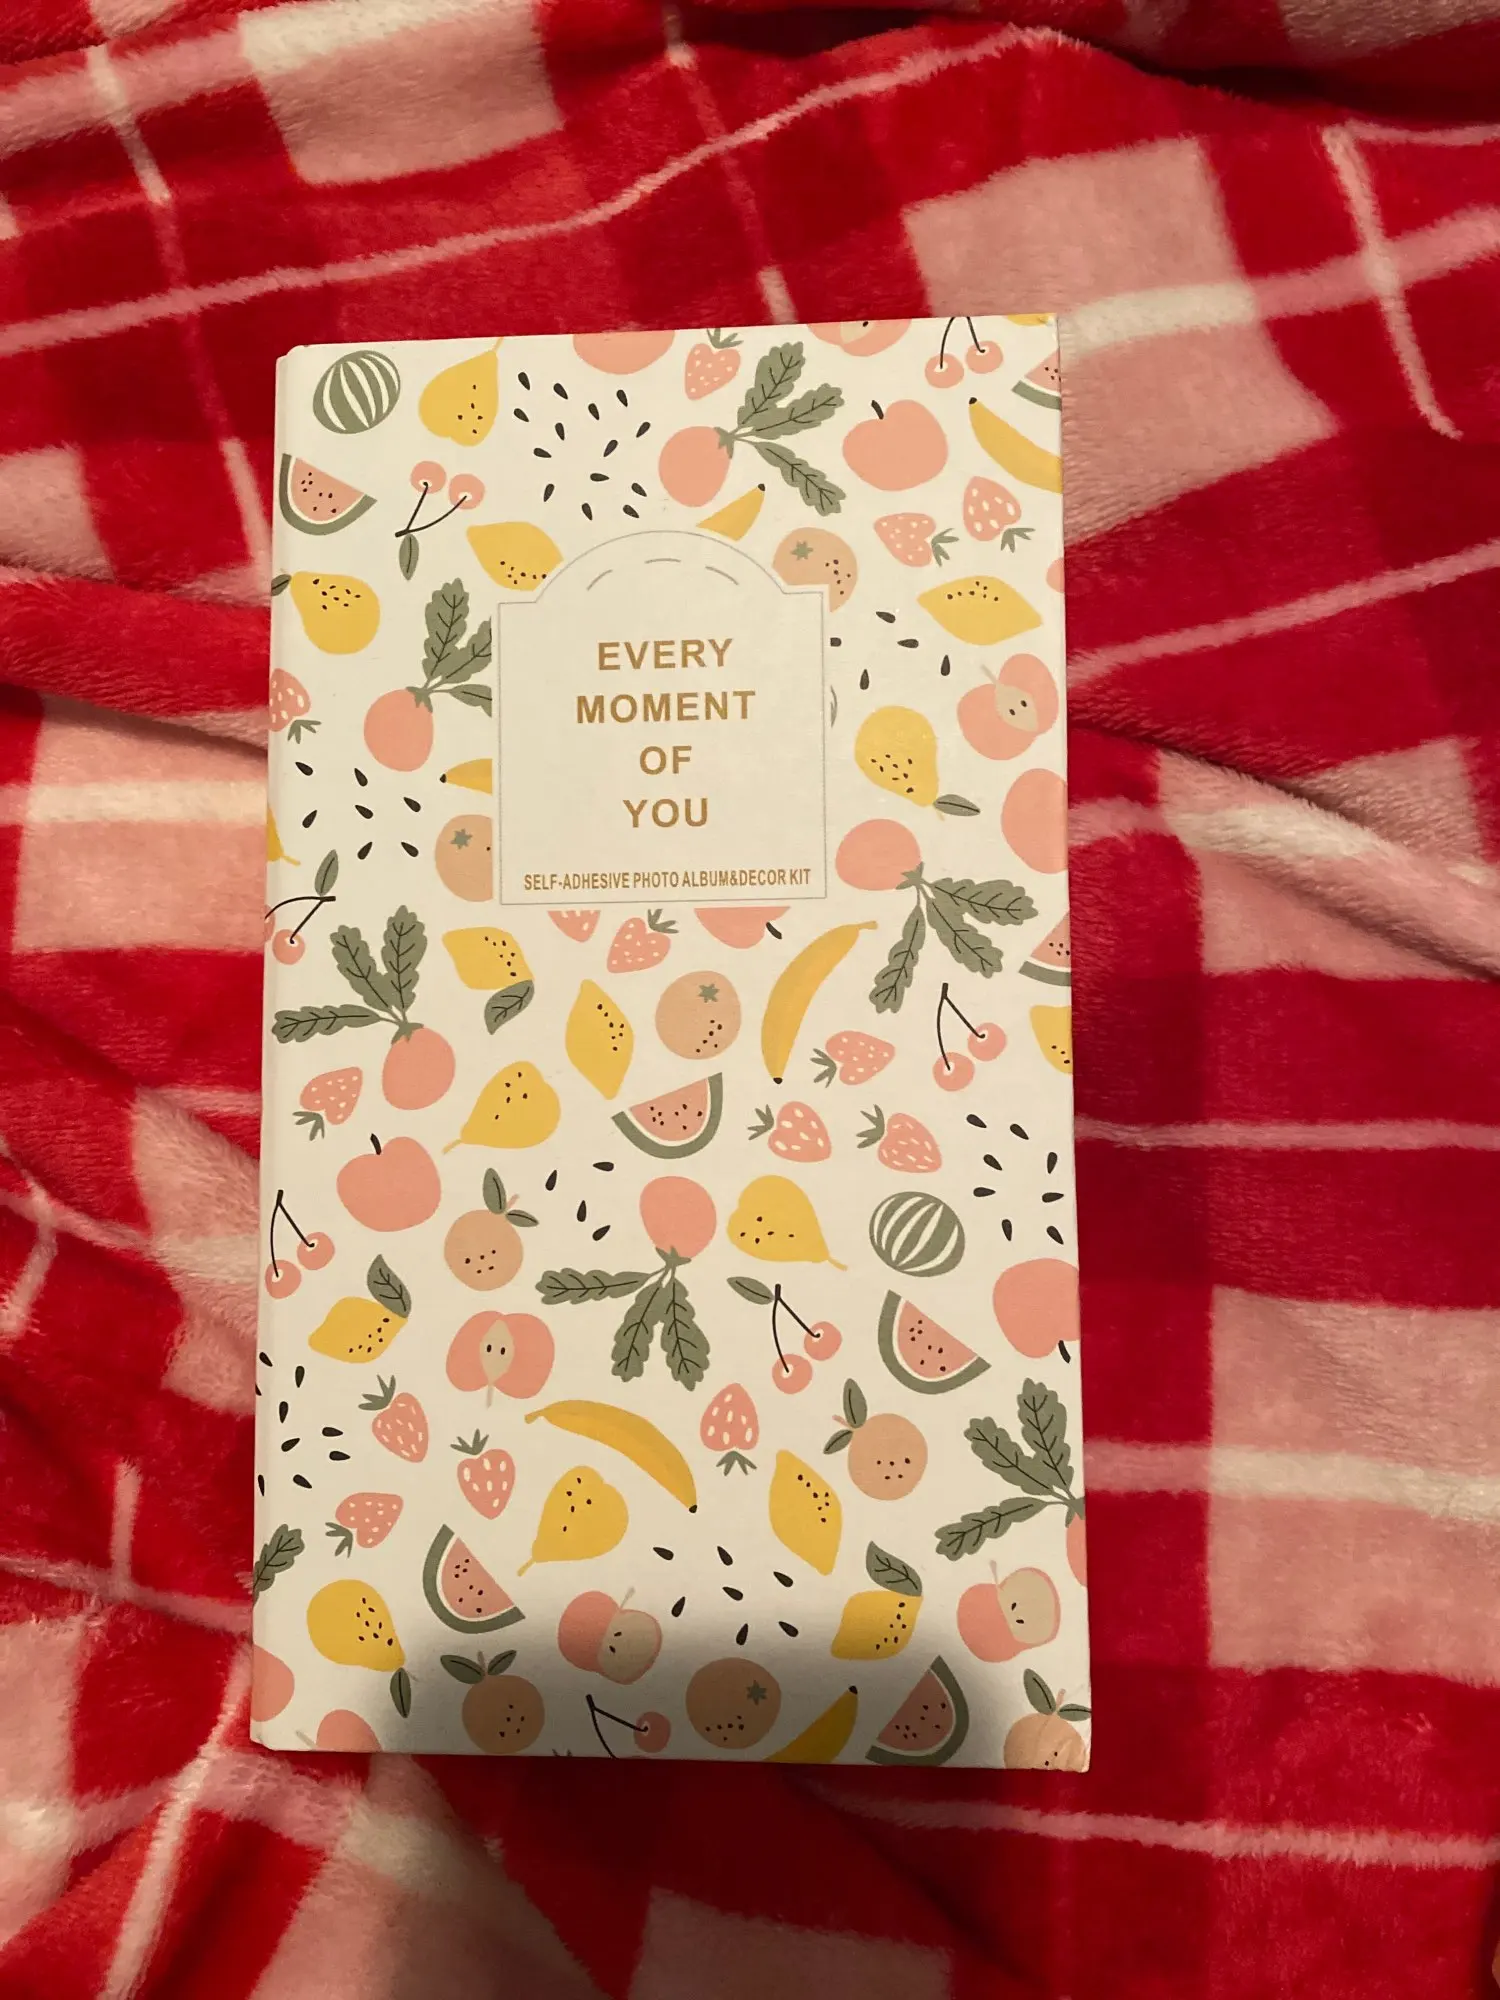 EVERY
MOMENT
OF
YOU
SELF-ADHESIVE PHOTO ALBUM&DECOR KIT